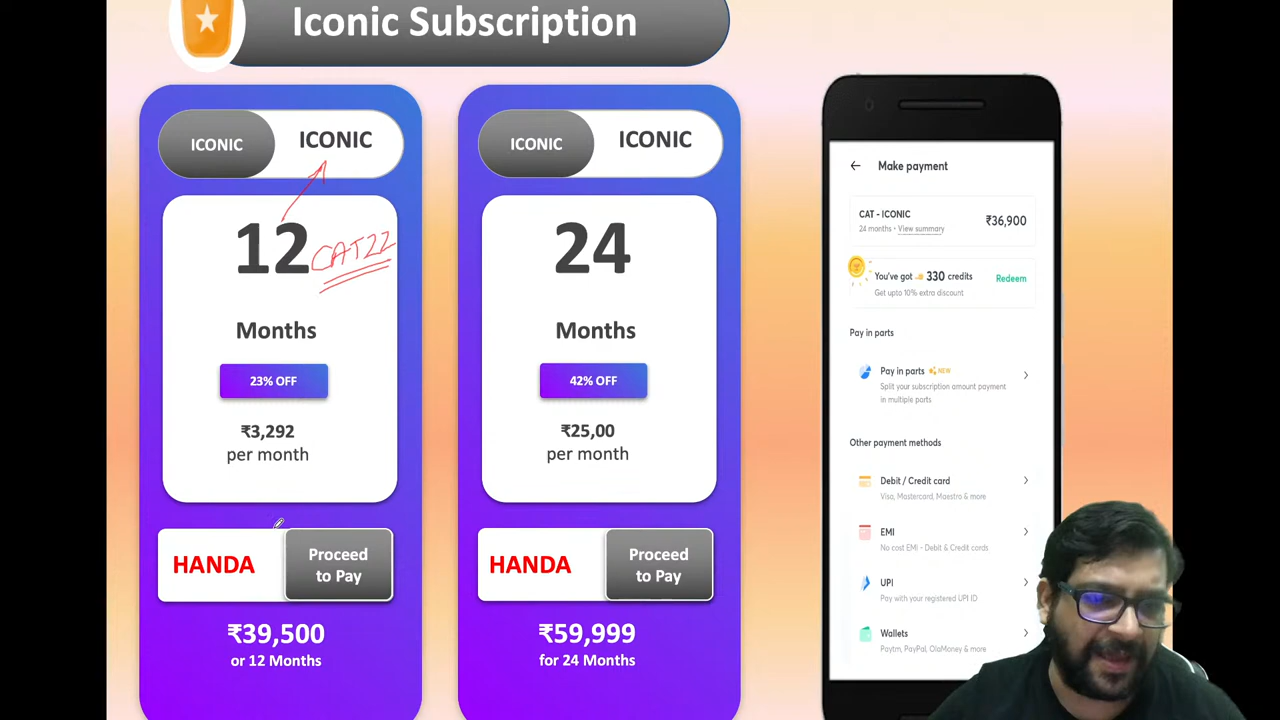 Iconic Subscription
ICONIC ICONIC
12 CAT22
Months
23% OFF
₹3,292
per month
HANDA
Proceed
to Pay
₹39,500
or 12 Months
ICONIC ICONIC
24
Months
42% OFF
₹25,00
per month
HANDA
Proceed
to Pay
₹59,999
for 24 Months
Make payment
CAT - ICONIC ₹36,900
24 months • View summary
You've got 330 credits Redeem
Get upto 10% extra discount
Pay in parts
Pay in parts NEW
Split your subscription amount payment
in multiple parts
Other payment methods
Debit / Credit card
Visa, Mastercard, Maestro & more
EMI
No cost EMI - Debit & Credit cards
UPI
Pay with your registered UPI ID
Wallets
Paytm, PayPal, OlaMoney & more